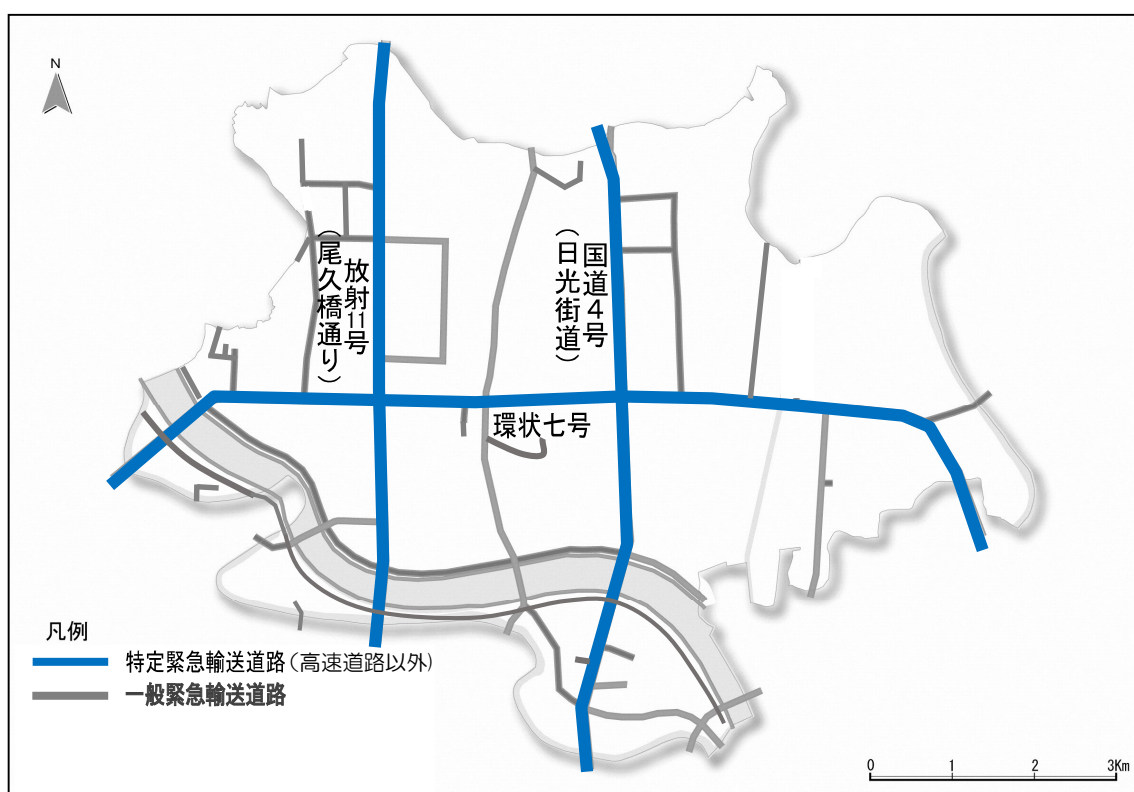 N
放射11号
（尾久橋通り）
国道4号
（日光街道）
環状七号
凡例
特定緊急輸送道路（高速道路以外）
一般緊急輸送道路
0 1 2 3Km